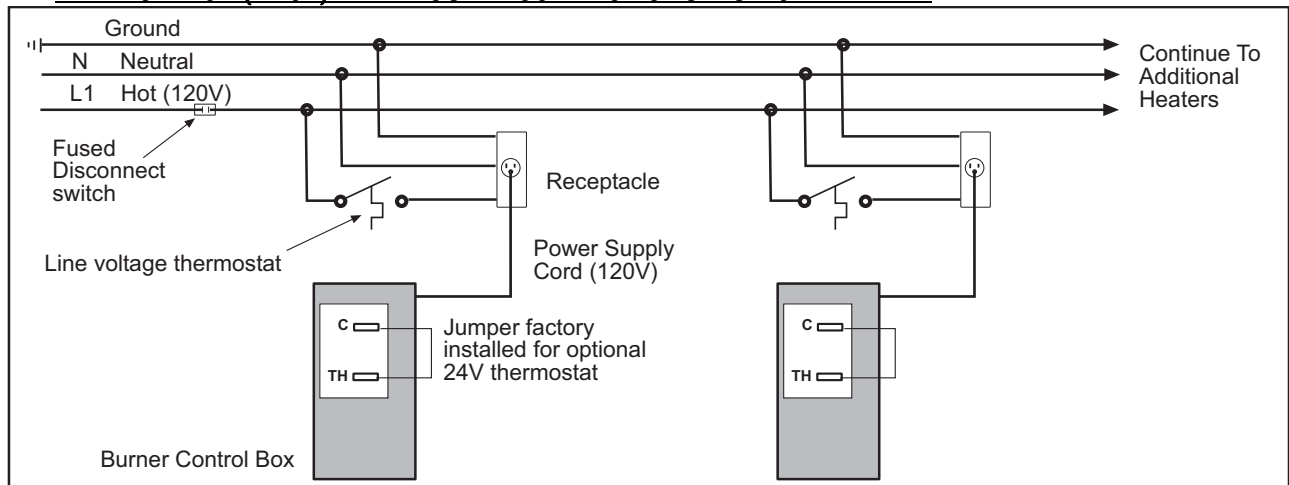 Ground
N Neutral
L1 Hot (120V)
Continue To
Additional
Heaters
Fused
Disconnect
switch
Receptacle
Line voltage thermostat
Power Supply
Cord (120V)
C
TH
Jumper factory
installed for optional
24V thermostat
C
TH
Burner Control Box